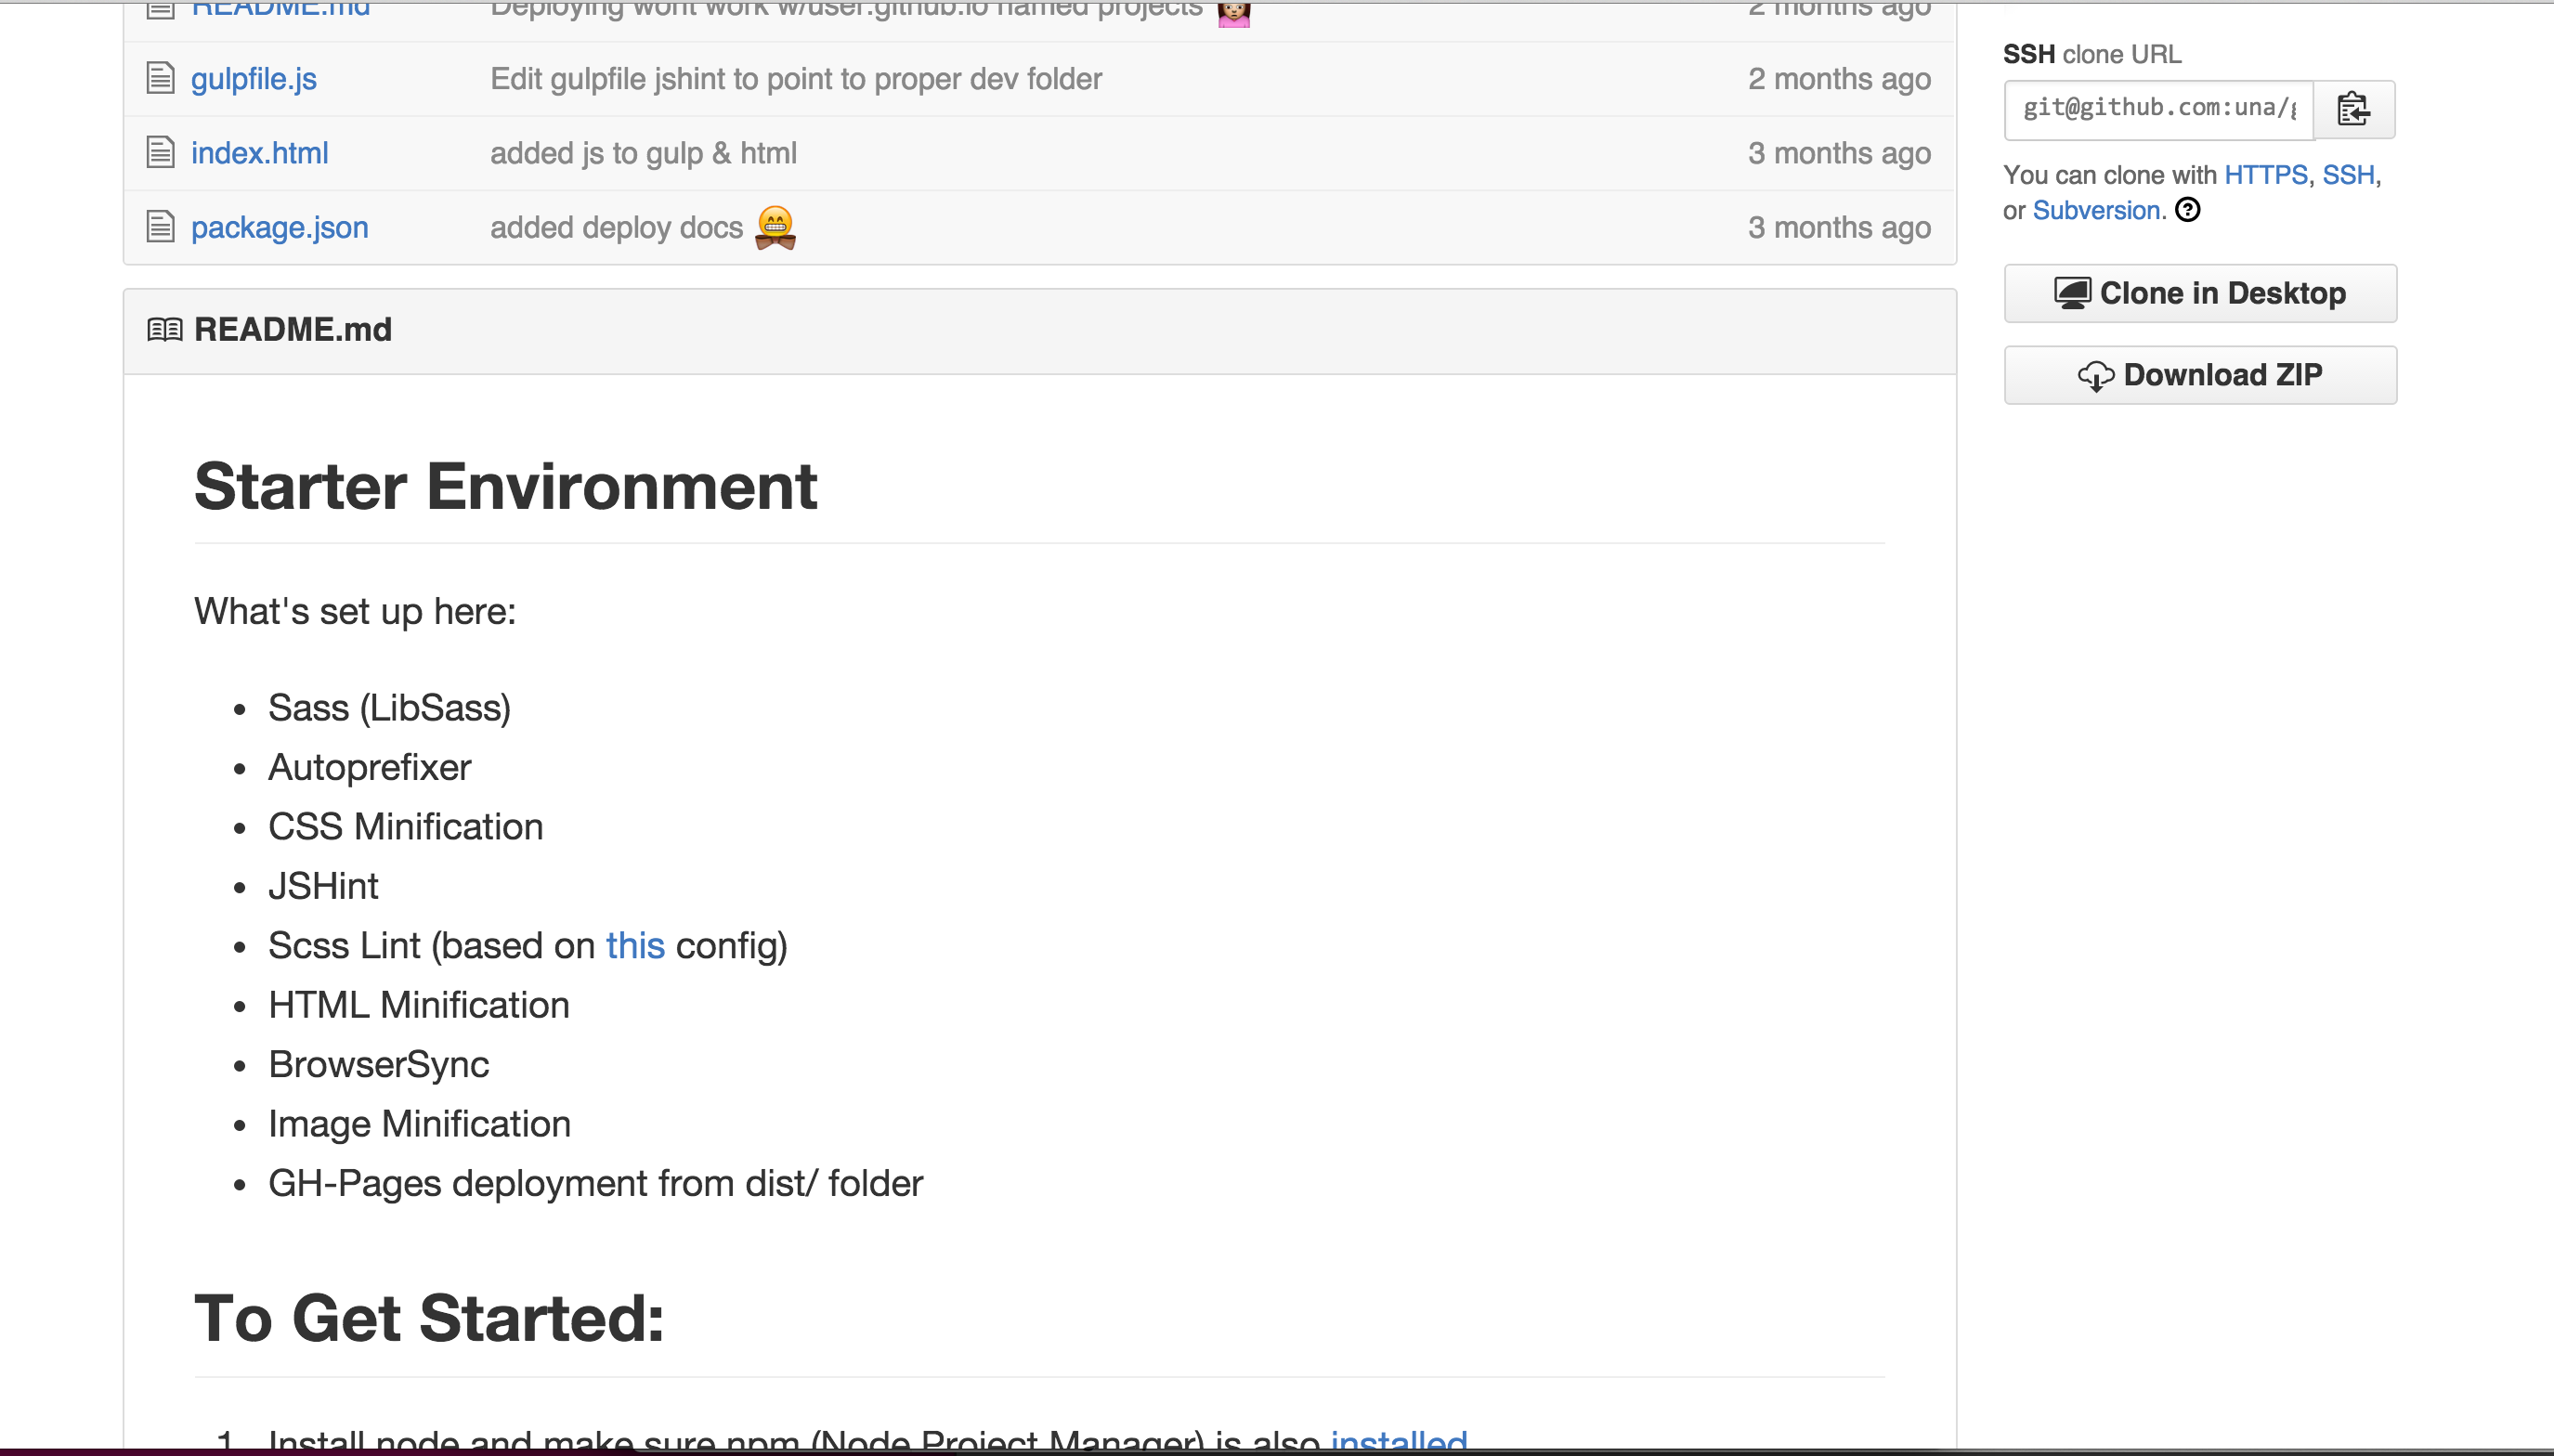 README.md Deploying wont work w/user.github.io named projects 2 months ago
gulpfile.js Edit gulpfile jshint to point to proper dev folder 2 months ago
index.html added js to gulp & html 3 months ago
package.json added deploy docs 3 months ago
SSH clone URL
git@github.com:una/g
You can clone with HTTPS, SSH,
or Subversion.
Clone in Desktop
Download ZIP
README.md
Starter Environment
What's set up here:
• Sass (LibSass)
• Autoprefixer
• CSS Minification
• JSHint
• Scss Lint (based on this config)
• HTML Minification
• BrowserSync
• Image Minification
• GH-Pages deployment from dist/ folder
To Get Started:
1. Install node and make sure npm (Node Project Manager) is also installed